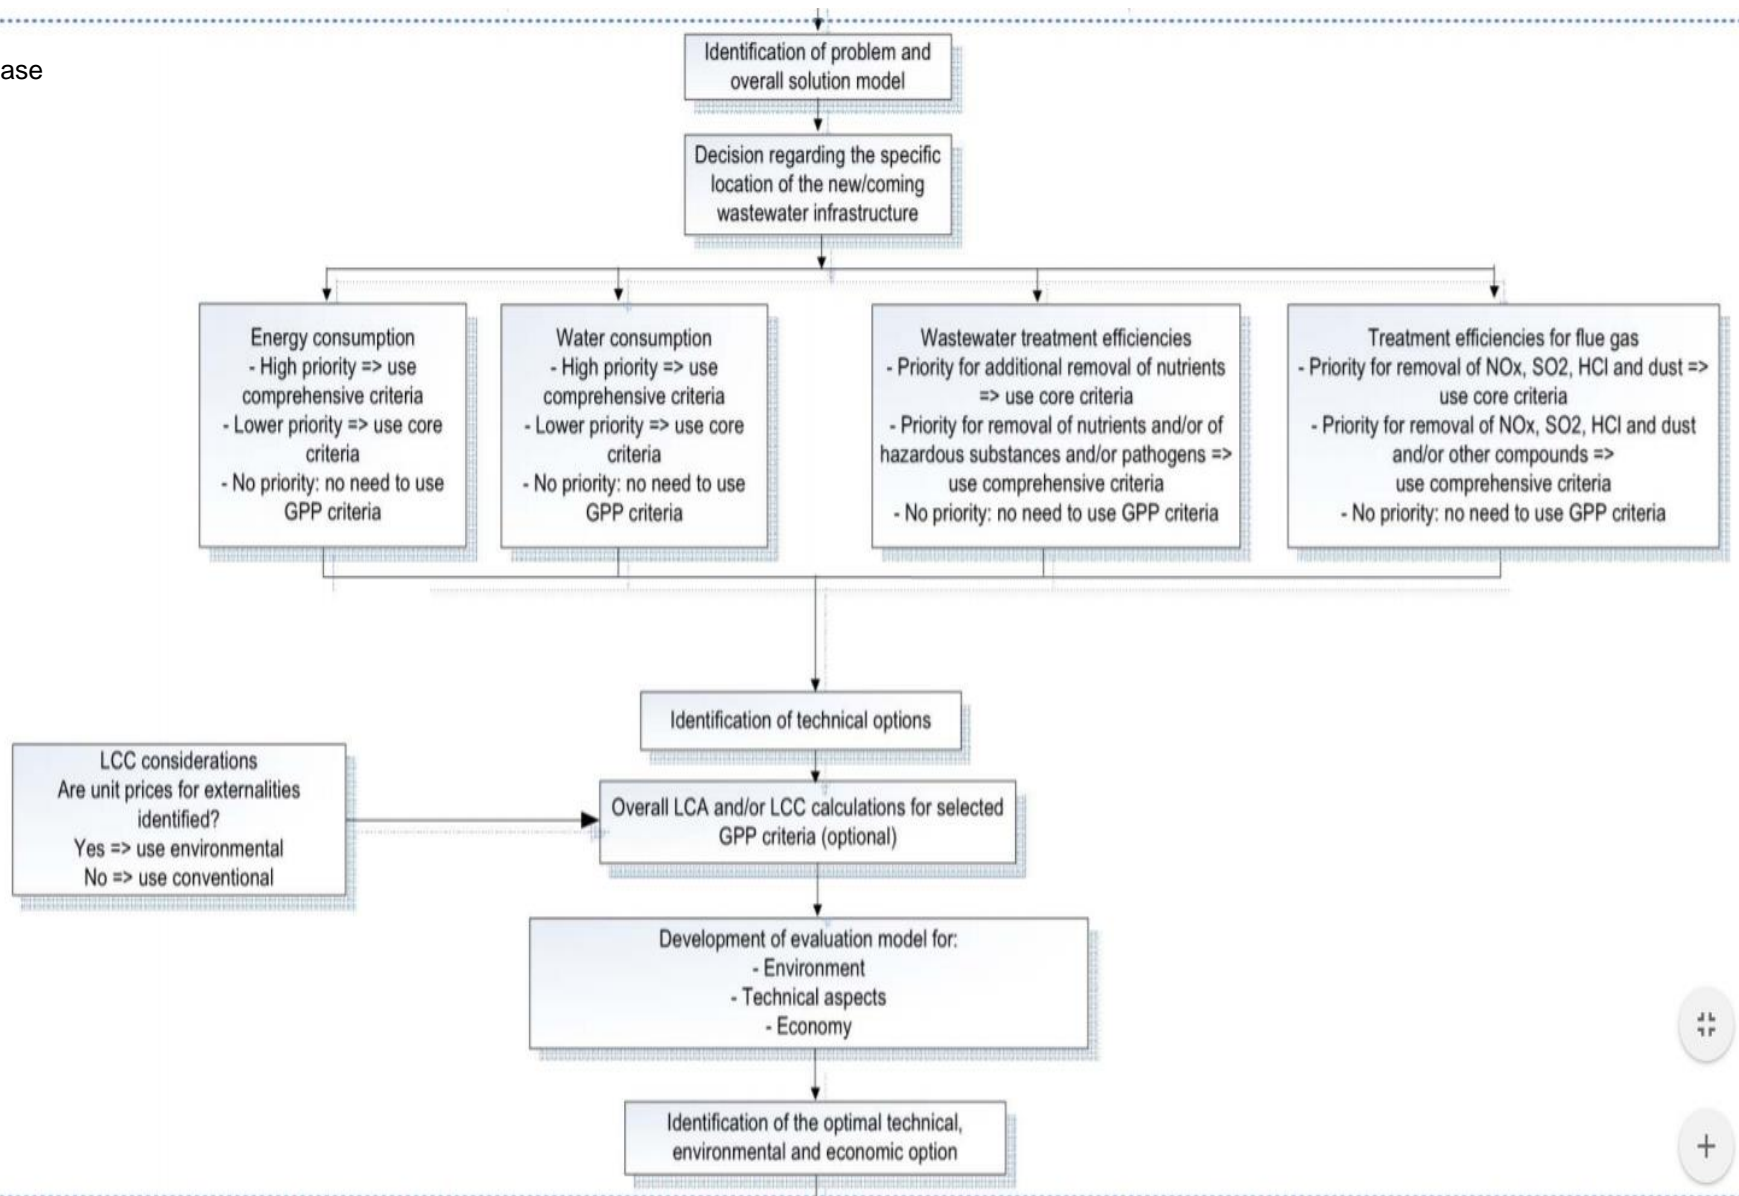 ase
Identification of problem and
overall solution model
Decision regarding the specific
location of the new/coming
wastewater infrastructure
Energy consumption
- High priority => use
comprehensive criteria
- Lower priority => use core
criteria
- No priority: no need to use
GPP criteria
Water consumption
- High priority => use
comprehensive criteria
- Lower priority => use core
criteria
- No priority: no need to use
GPP criteria
Wastewater treatment efficiencies
- Priority for additional removal of nutrients
=> use core criteria
- Priority for removal of nutrients and/or of
hazardous substances and/or pathogens =>
use comprehensive criteria
- No priority: no need to use GPP criteria
Treatment efficiencies for flue gas
- Priority for removal of NOx, SO2, HCl and dust =>
use core criteria
- Priority for removal of NOx, SO2, HCl and dust
and/or other compounds =>
use comprehensive criteria
- No priority: no need to use GPP criteria
Identification of technical options
LCC considerations
Are unit prices for externalities
identified?
Yes => use environmental
No => use conventional
Overall LCA and/or LCC calculations for selected
GPP criteria (optional)
Development of evaluation model for:
- Environment
- Technical aspects
- Economy
Identification of the optimal technical,
environmental and economic option